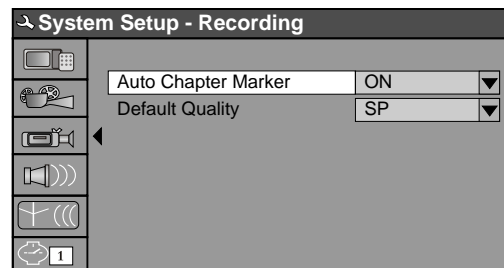 System Setup - Recording
Auto Chapter Marker ON
Default Quality SP
1